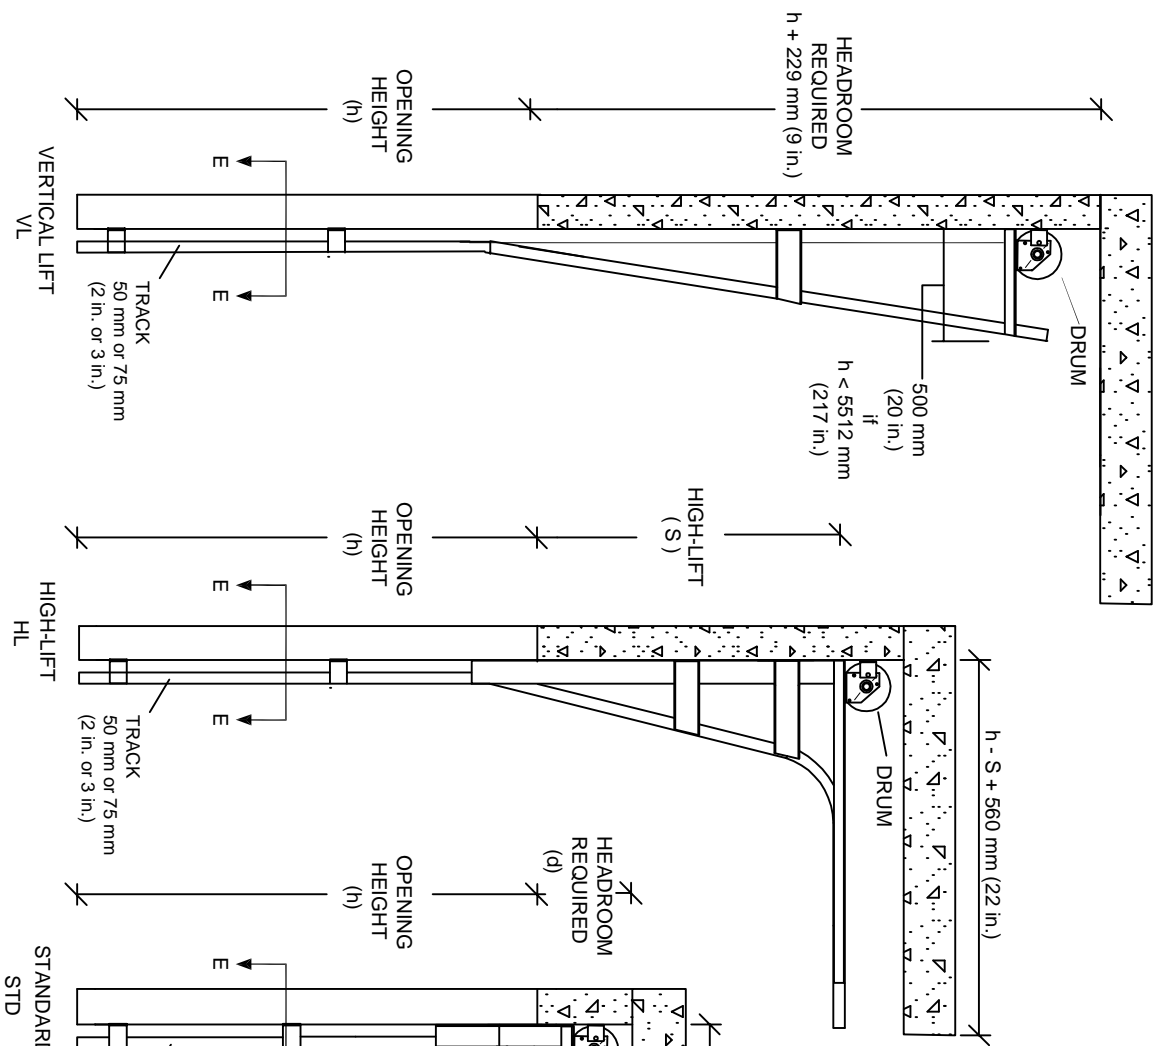 HEADROOM
REQUIRED
h + 229 mm (9 in.)
OPENING
HEIGHT
(h)
E
E
VERTICAL LIFT
VL
TRACK
50 mm or 75 mm
(2 in. or 3 in.)
DRUM
500 mm
(20 in.)
if
h < 5512 mm
(217 in.)
HIGH-LIFT
( S )
OPENING
HEIGHT
(h)
E
E
HIGH-LIFT
HL
TRACK
50 mm or 75 mm
(2 in. or 3 in.)
DRUM
h - S + 560 mm (22 in.)
HEADROOM
REQUIRED
(d)
OPENING
HEIGHT
(h)
E
STANDARD
STD